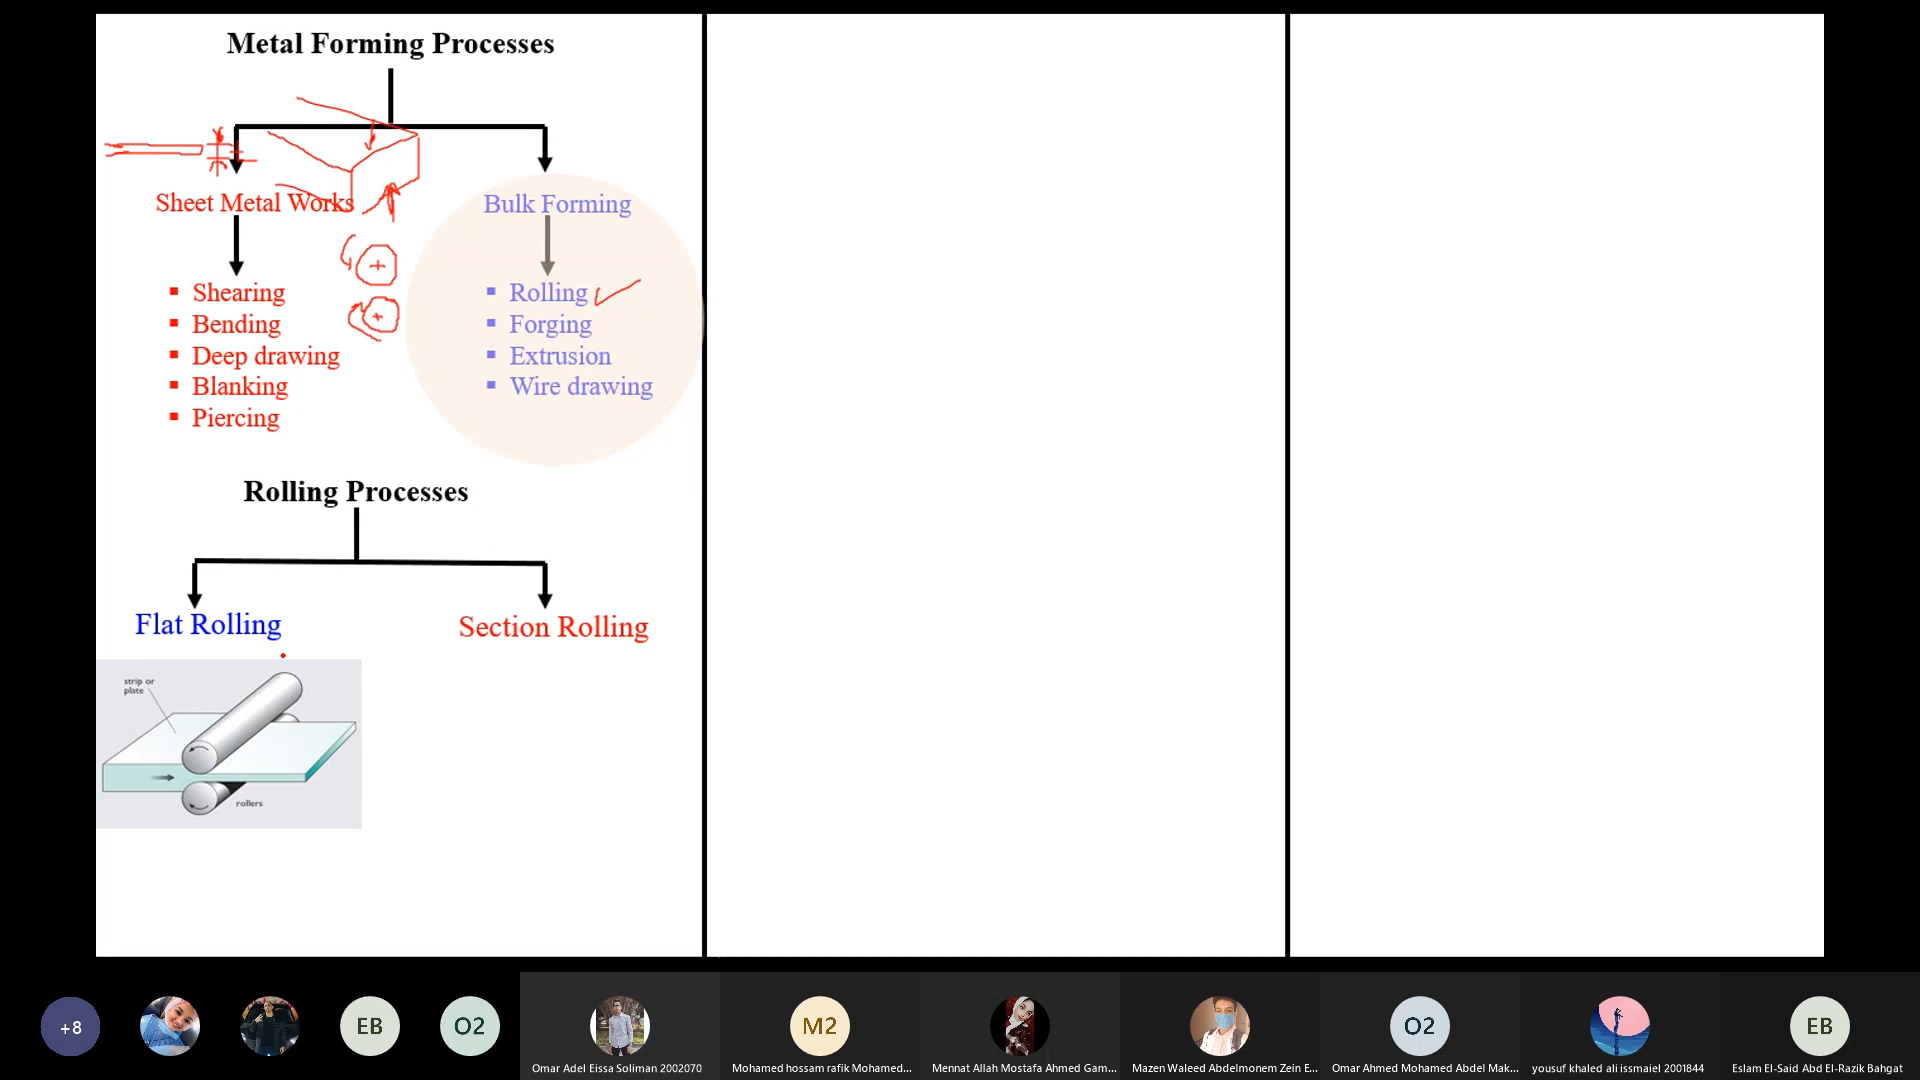 Metal Forming Processes
Sheet Metal Works
Bulk Forming
Shearing
Bending
Deep drawing
Blanking
Piercing
Rolling
Forging
Extrusion
Wire drawing
Rolling Processes
Flat Rolling
Section Rolling
strip or
plate
rollers
+8
EB
O2
M2
O2
EB
Omar Adel Eissa Soliman 2002070
Mohamed hossam rafik Mohamed...
Mennat Allah Mostafa Ahmed Gam...
Mazen Waleed Abdelmonem Zein E...
Omar Ahmed Mohamed Abdel Mak...
yousuf khaled ali issmaiel 2001844
Eslam El-Said Abd El-Razik Bahgat